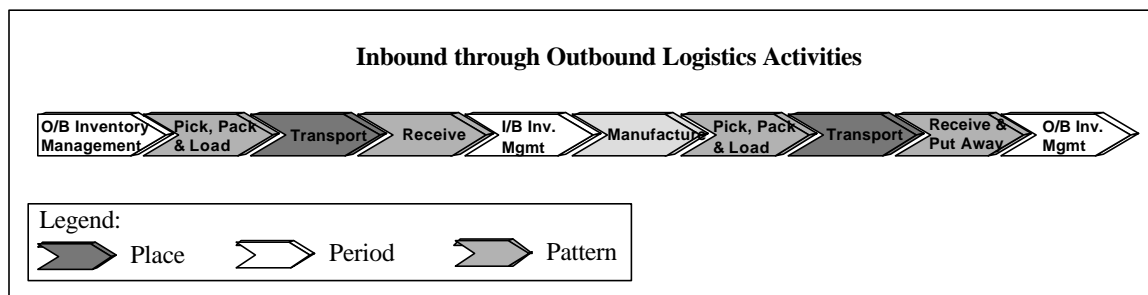 Inbound through Outbound Logistics Activities
O/B Inventory
Management
Pick, Pack
& Load
Transport
Receive
I/B Inv.
Mgmt
Manufacture
Pick, Pack
& Load
Transport
Receive &
Put Away
O/B Inv.
Mgmt
Legend:
Place
Period
Pattern